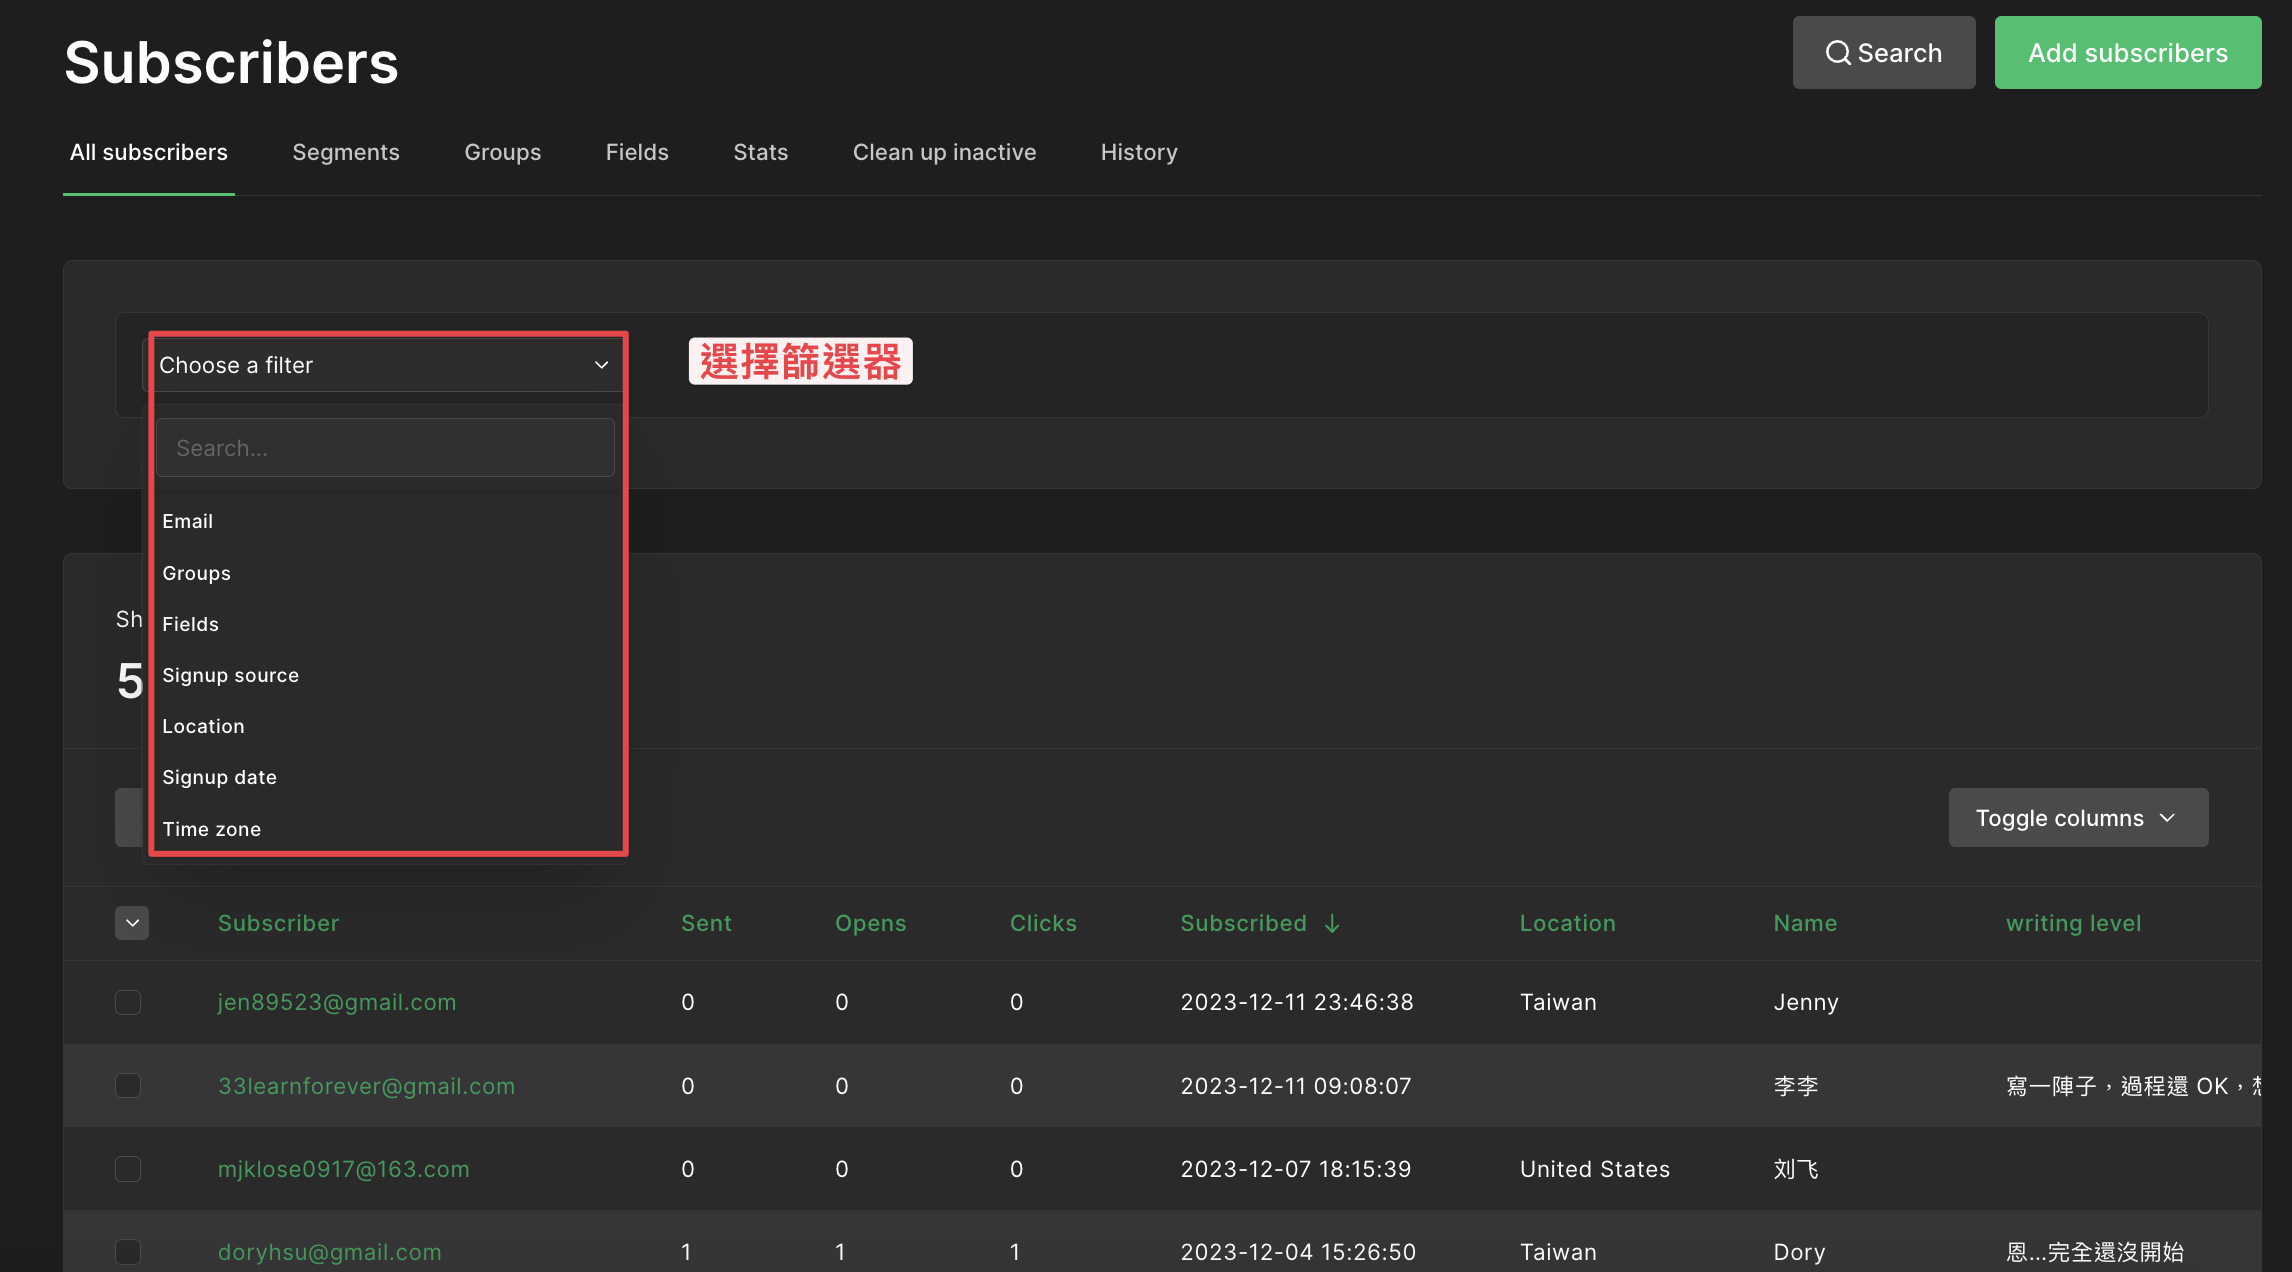 Subscribers
Search
Add subscribers
All subscribers Segments Groups Fields Stats Clean up inactive History
Choose a filter
選擇篩選器
Search...
Email
Groups
Fields
Signup source
Location
Signup date
Time zone
Sh
5
Toggle columns
Subscriber Sent Opens Clicks Subscribed ↓ Location Name writing level
jen89523@gmail.com 0 0 0 2023-12-11 23:46:38 Taiwan Jenny
33learnforever@gmail.com 0 0 0 2023-12-11 09:08:07 李李 寫一陣子，過程還 OK，想
mjklose0917@163.com 0 0 0 2023-12-07 18:15:39 United States 刘飞
doryhsu@gmail.com 1 1 1 2023-12-04 15:26:50 Taiwan Dory 恩...完全還沒開始